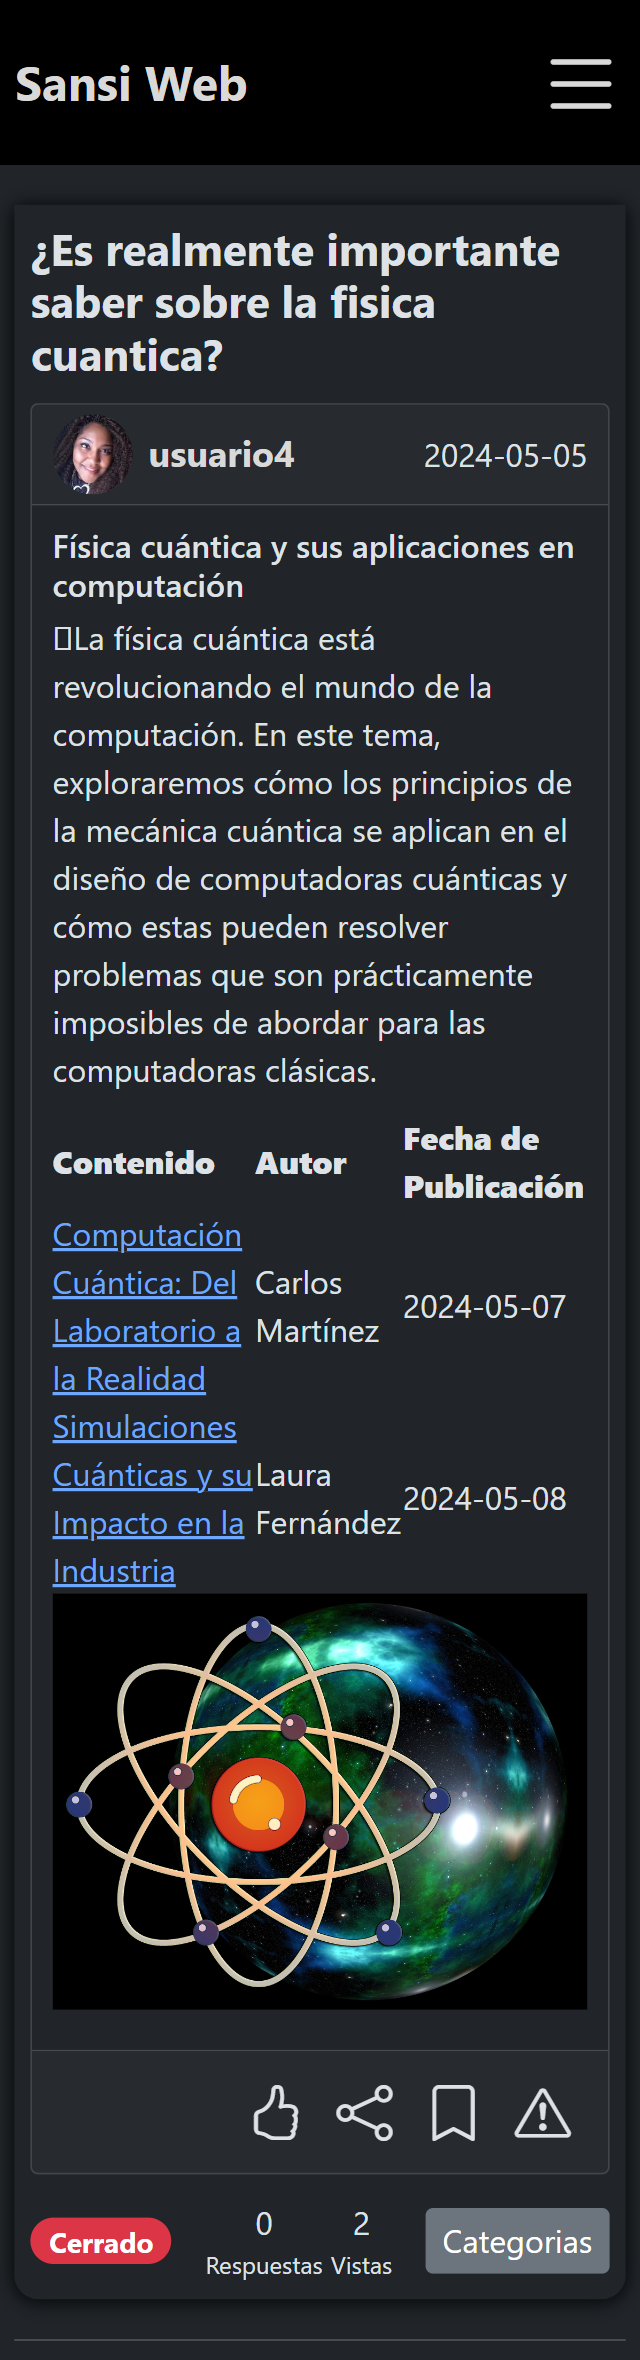 Sansi Web
¿Es realmente importante
saber sobre la fisica
cuantica?
usuario4
2024-05-05
Física cuántica y sus aplicaciones en
computación
La física cuántica está
revolucionando el mundo de la
computación. En este tema,
exploraremos cómo los principios de
la mecánica cuántica se aplican en el
diseño de computadoras cuánticas y
cómo estas pueden resolver
problemas que son prácticamente
imposibles de abordar para las
computadoras clásicas.
Contenido
Autor
Fecha de
Publicación
Computación
Cuántica: Del
Laboratorio a
la Realidad
Carlos
Martínez
2024-05-07
Simulaciones
Cuánticas y su
Impacto en la
Industria
Laura
Fernández
2024-05-08
Cerrado
0
Respuestas
2
Vistas
Categorias